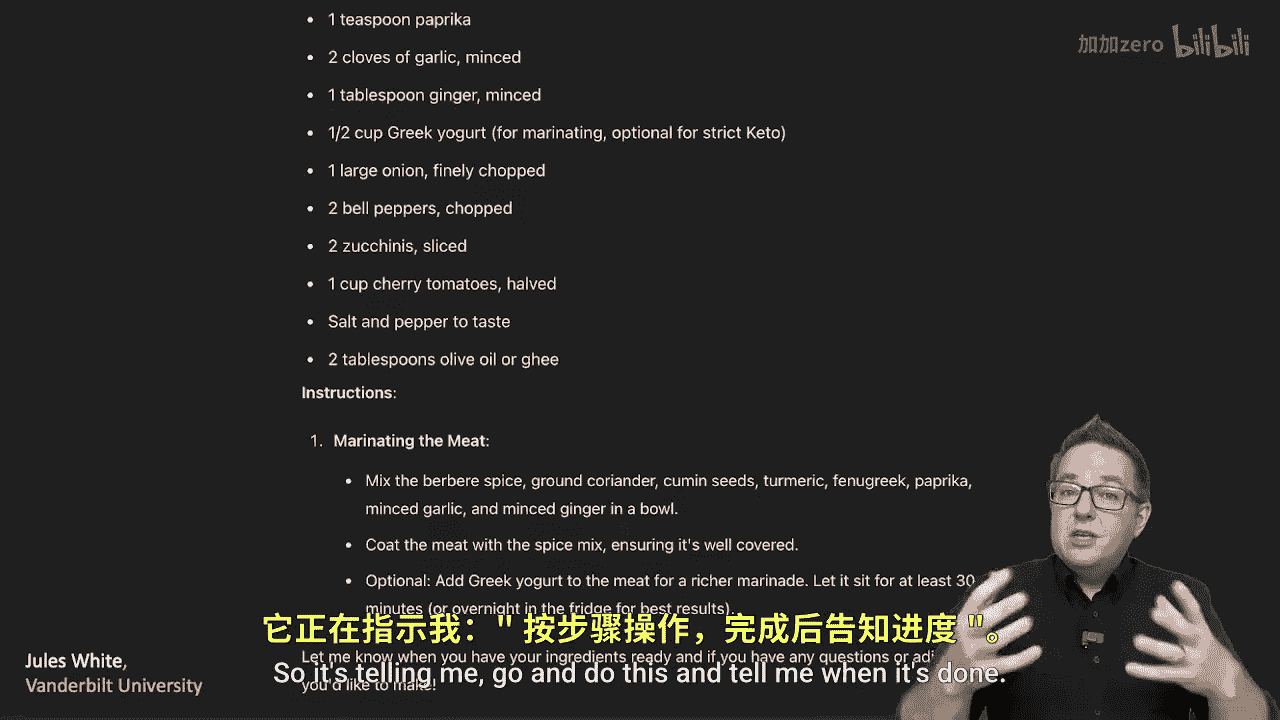 1 teaspoon paprika
加加zero bilibili
2 cloves of garlic, minced
1 tablespoon ginger, minced
1/2 cup Greek yogurt (for marinating, optional for strict Keto)
1 large onion, finely chopped
2 bell peppers, chopped
2 zucchinis, sliced
1 cup cherry tomatoes, halved
Salt and pepper to taste
2 tablespoons olive oil or ghee
Instructions:
1. Marinating the Meat:
Mix the berbere spice, ground coriander, cumin seeds, turmeric, fenugreek, paprika,
minced garlic, and minced ginger in a bowl.
Coat the meat with the spice mix, ensuring it's well covered.
Optional: Add Greek yogurt to the meat for a richer marinade. Let it sit for at least 30
minutes (or overnight in the fridge for best results).
它正在指示我："按步骤操作，完成后告知进度"。
Let me know when you have your ingredients ready and if you have any questions or
you'd like to make!
So it's telling me, go and do this and tell me when it's done.
Jules White,
Vanderbilt University